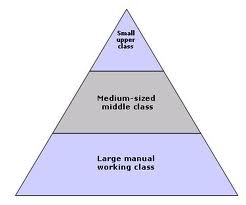 Small
upper
class
Medium-sized
middle class
Large manual
working class